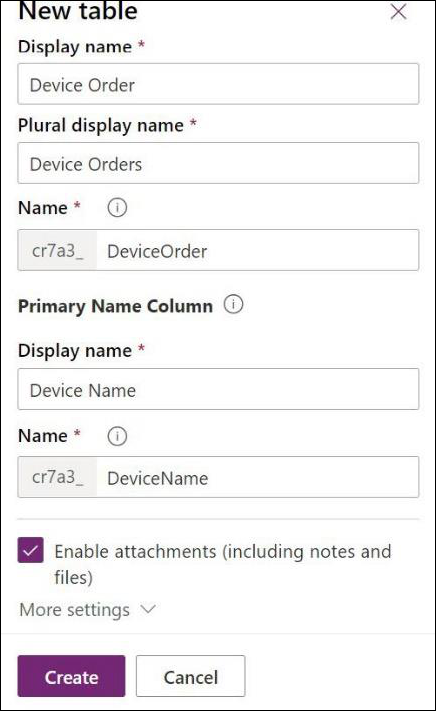 New table
Display name *
Device Order
Plural display name *
Device Orders
Name *
cr7a3_ DeviceOrder
Primary Name Column
Display name *
Device Name
Name *
cr7a3_ DeviceName
Enable attachments (including notes and
files)
More settings
Create Cancel